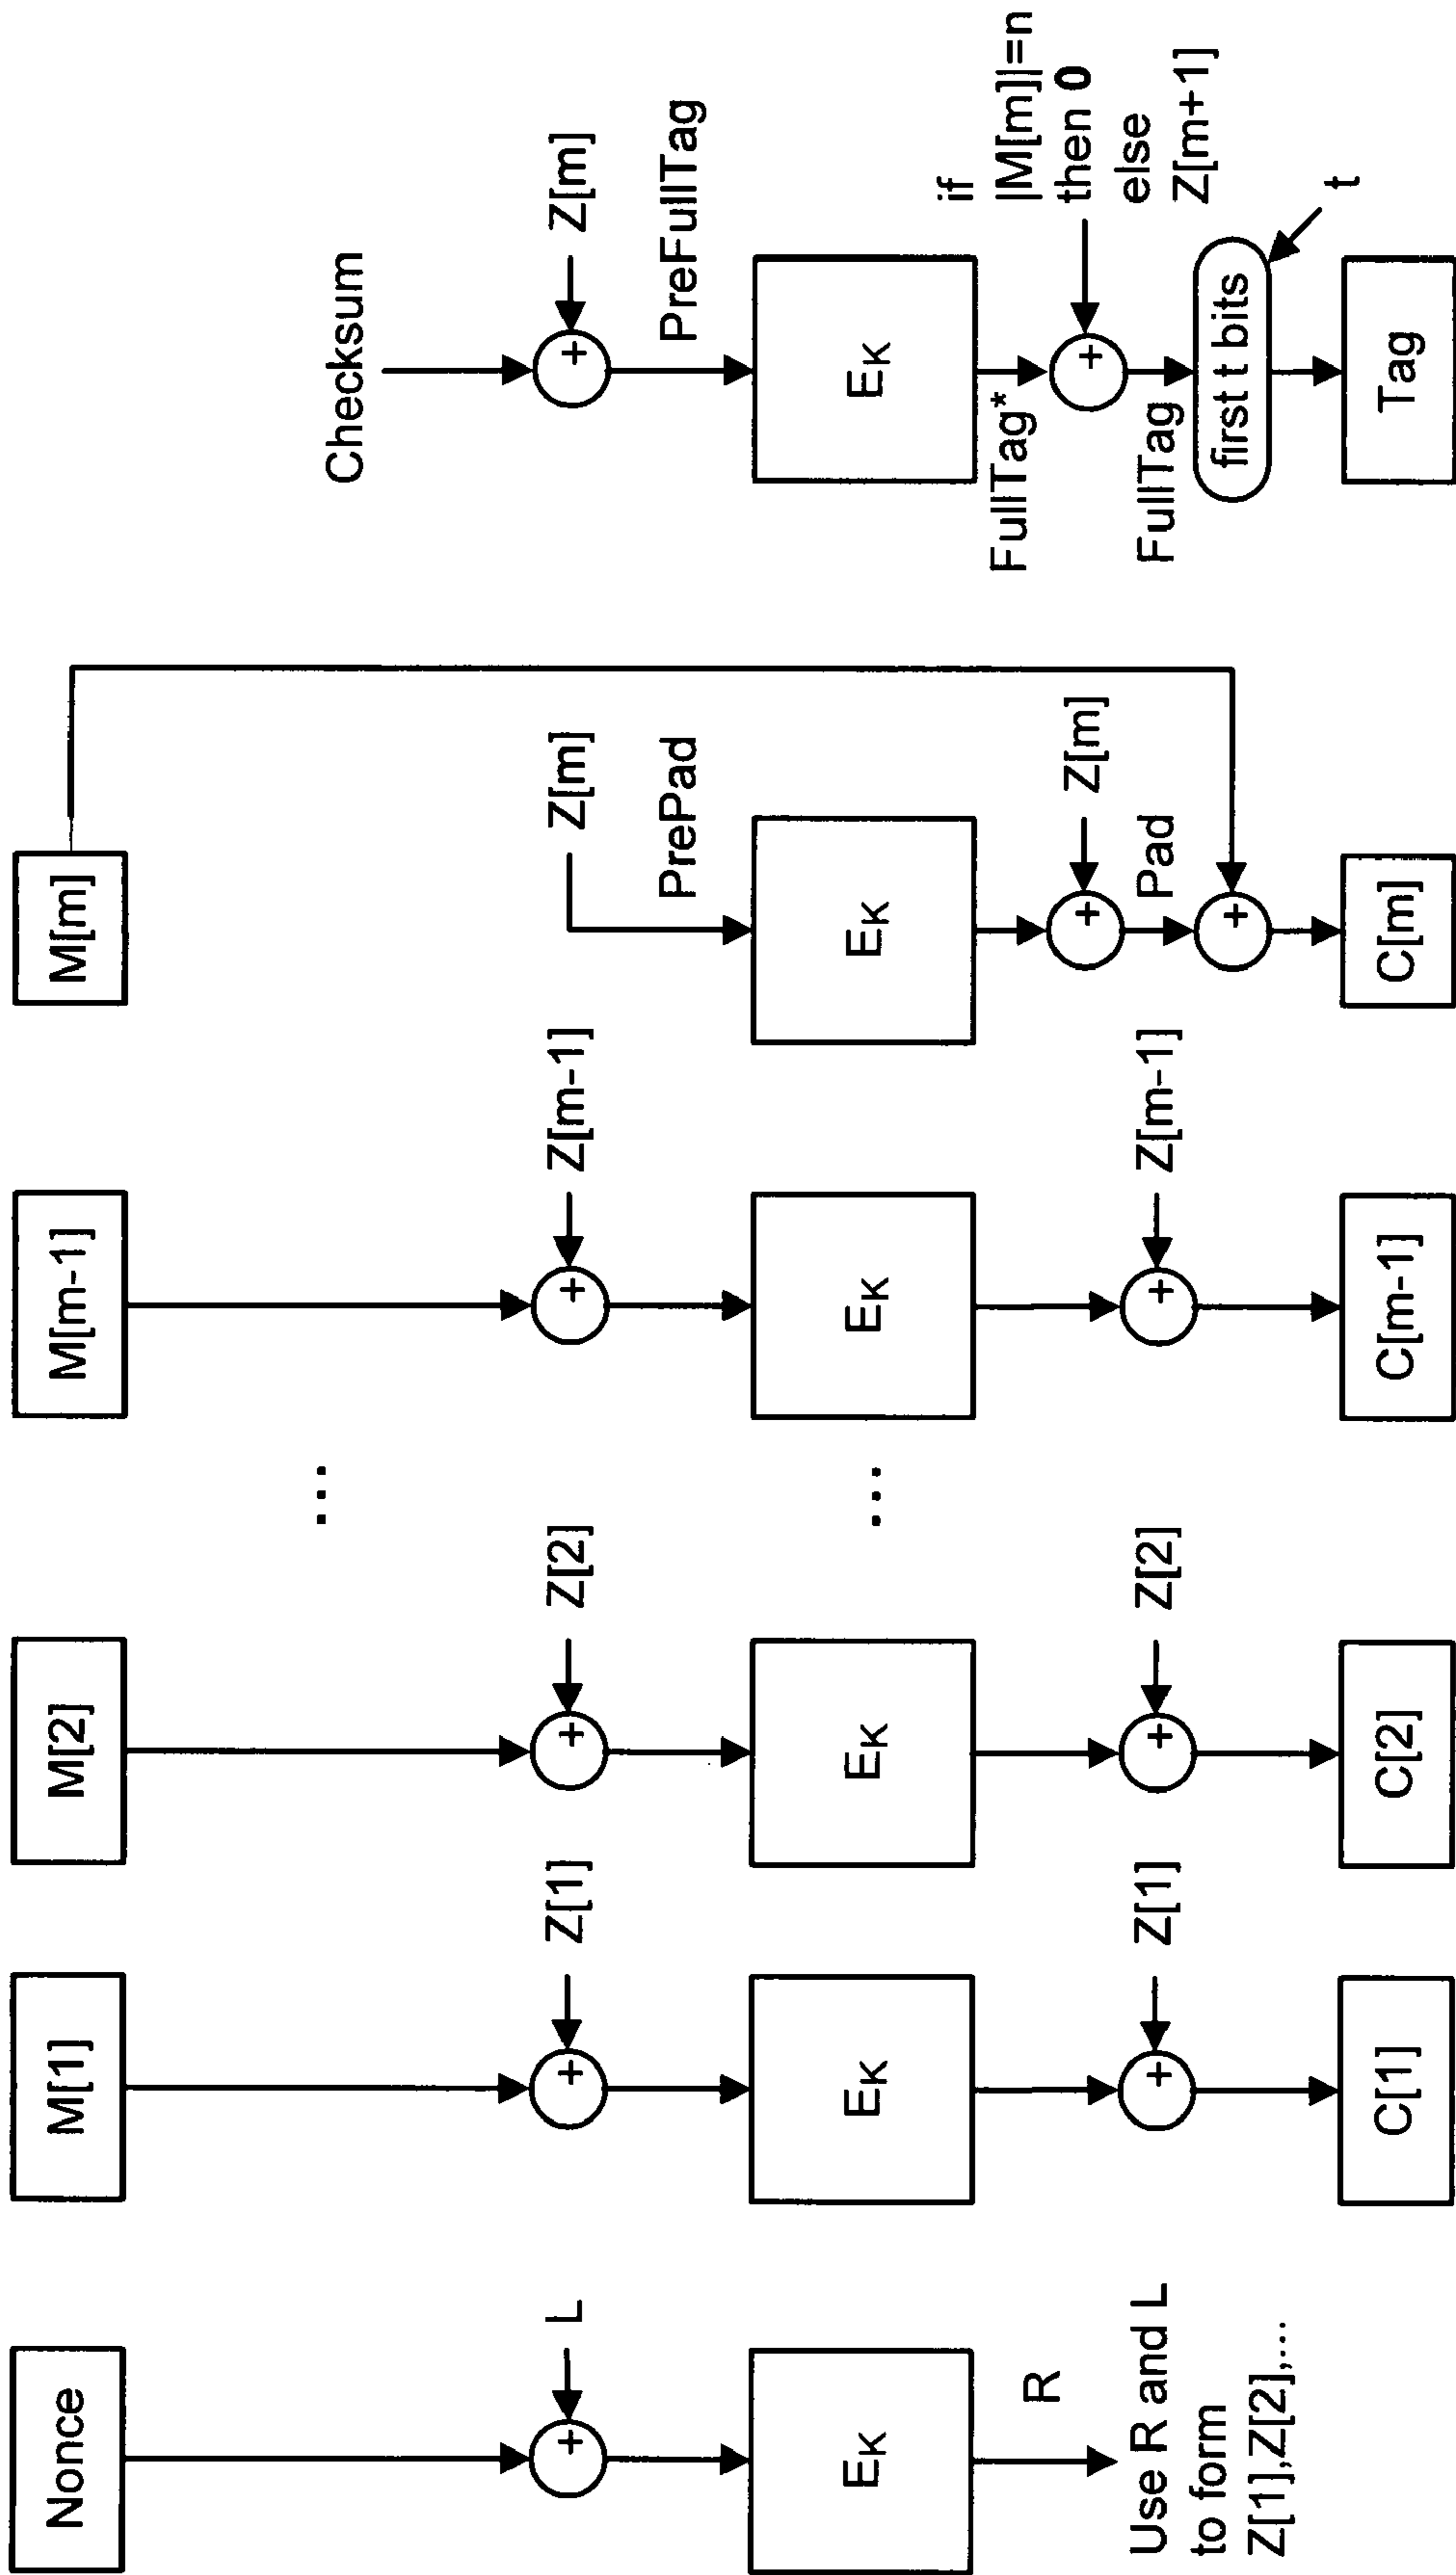 Nonce
M[1]
M[2]
M[m-1]
M[m]
Checksum
...
L
Z[1]
Z[2]
Z[m-1]
Z[m]
Z[m]
PrePad
PreFullTag
EK
EK
EK
...
EK
EK
EK
R
FullTag*
if
|M[m]|=n
then 0
else
Z[m+1]
Z[1]
Z[2]
Z[m-1]
Z[m]
Pad
FullTag
first t bits
t
Use R and L
to form
Z[1],Z[2],...
C[1]
C[2]
C[m-1]
C[m]
Tag
+
+
+
+
+
+
+
+
+
+
+